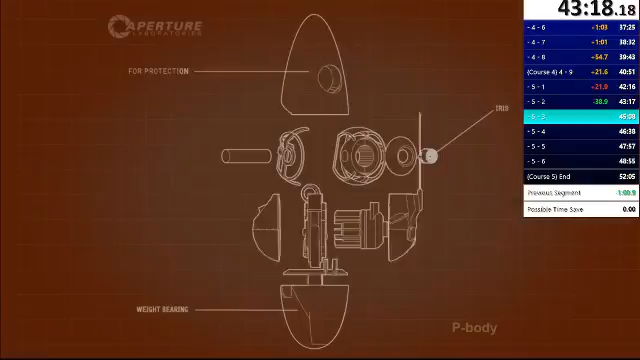 43:18.18
APERTURE
LABORATORIES
FOR PROTECTION
IRIS
WEIGHT BEARING
P-body
- 4 - 6 +1:03 37:25
- 4 - 7 +1:01 38:32
- 4 - 8 +54.7 39:43
(Course 4) 4 - 9 +21.6 40:51
- 5 - 1 +21.9 42:16
- 5 - 2 -38.9 43:17
- 5 - 3 45:08
- 5 - 4 46:38
- 5 - 5 47:57
- 5 - 6 48:55
(Course 5) End 52:05
Previous Segment -1:00.9
Possible Time Save 0.00